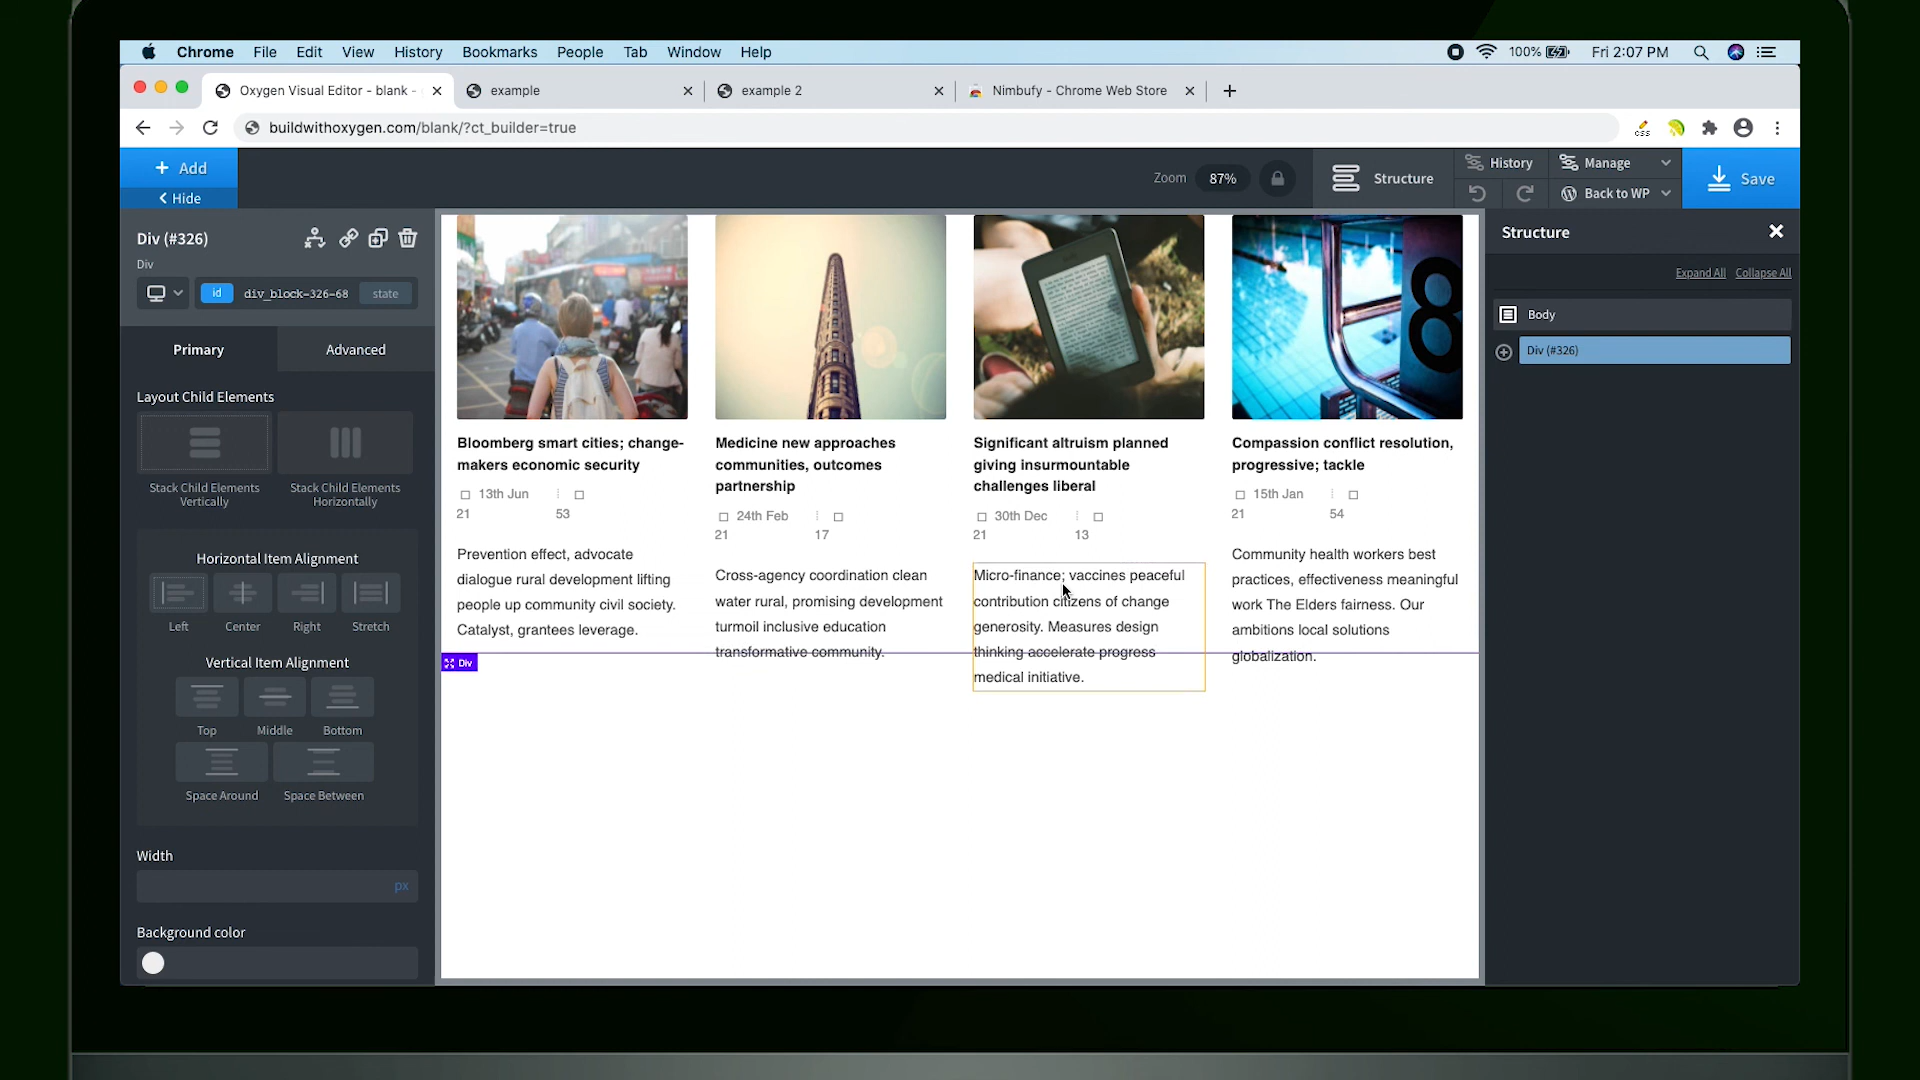 Chrome File Edit View History Bookmarks People Tab Window Help
100% Fri 2:07 PM
Oxygen Visual Editor - blank -
example
example 2
Nimbufy - Chrome Web Store
buildwithoxygen.com/blank/?ct_builder=true
css
+ Add
Hide
Zoom 87%
Structure
History
Manage
Back to WP
Save
Div (#326)
Div
id div_block-326-68 state
Primary Advanced
Layout Child Elements
Stack Child Elements
Vertically
Stack Child Elements
Horizontally
Horizontal Item Alignment
Left Center Right Stretch
Vertical Item Alignment
Top Middle Bottom
Space Around Space Between
Width
px
Background color
Bloomberg smart cities; change-
makers economic security
13th Jun
21
53
Prevention effect, advocate
dialogue rural development lifting
people up community civil society.
Catalyst, grantees leverage.
Div
Medicine new approaches
communities, outcomes
partnership
24th Feb
21
17
Cross-agency coordination clean
water rural, promising development
turmoil inclusive education
transformative community.
Significant altruism planned
giving insurmountable
challenges liberal
30th Dec
21
13
Micro-finance; vaccines peaceful
contribution citizens of change
generosity. Measures design
thinking accelerate progress
medical initiative.
8
Compassion conflict resolution,
progressive; tackle
15th Jan
21
54
Community health workers best
practices, effectiveness meaningful
work The Elders fairness. Our
ambitions local solutions
globalization.
Structure
Expand All Collapse All
Body
Div (#326)